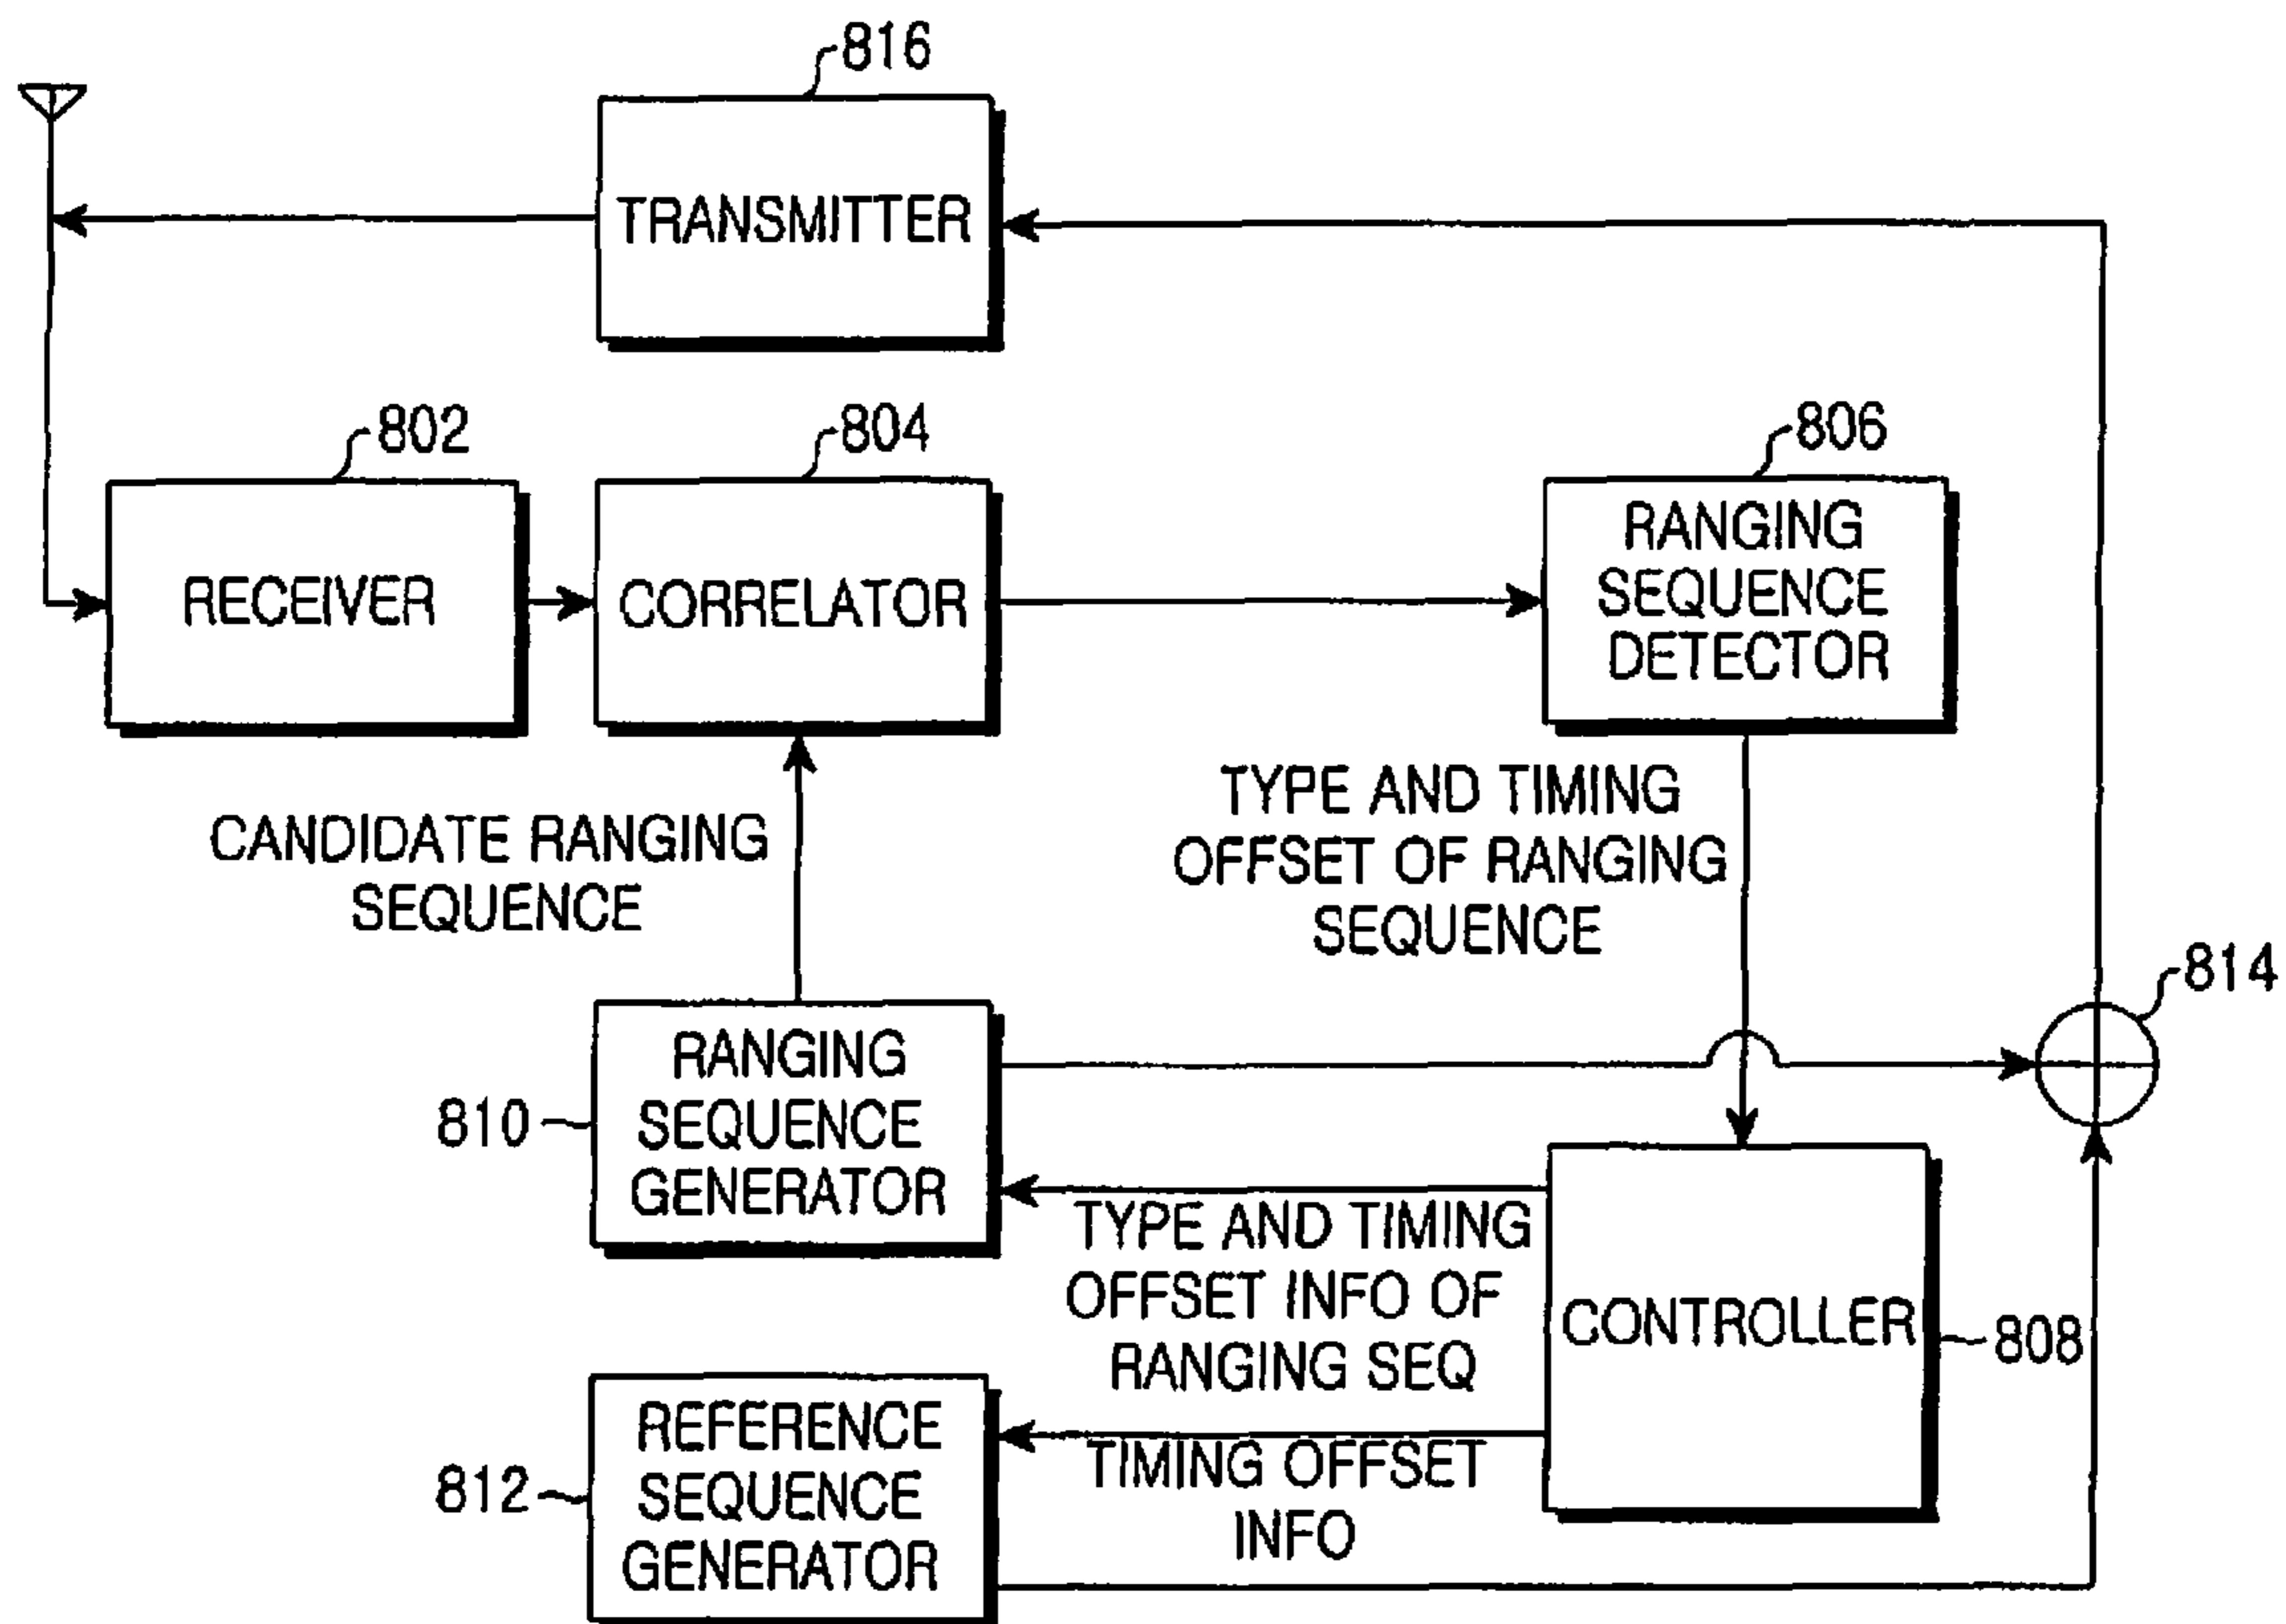 816
TRANSMITTER
802
804
806
RECEIVER
CORRELATOR
RANGING
SEQUENCE
DETECTOR
CANDIDATE RANGING
SEQUENCE
TYPE AND TIMING
OFFSET OF RANGING
SEQUENCE
814
810
RANGING
SEQUENCE
GENERATOR
TYPE AND TIMING
OFFSET INFO OF
RANGING SEQ
CONTROLLER
808
812
REFERENCE
SEQUENCE
GENERATOR
TIMING OFFSET
INFO